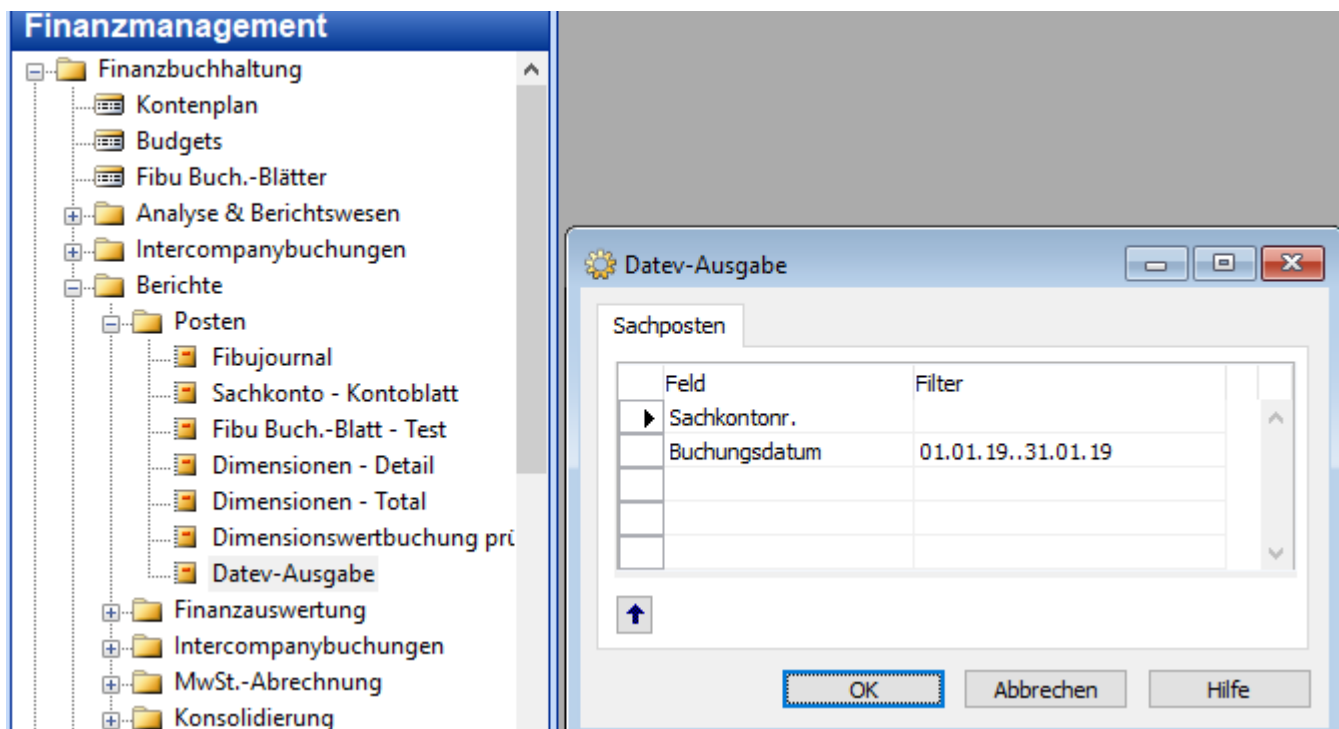 Finanzmanagement
Finanzbuchhaltung
Kontenplan
Budgets
Fibu Buch.-Blätter
Analyse & Berichtswesen
Intercompanybuchungen
Berichte
Posten
Fibujournal
Sachkonto - Kontoblatt
Fibu Buch.-Blatt - Test
Dimensionen - Detail
Dimensionen - Total
Dimensionswertbuchung prü
Datev-Ausgabe
Finanzauswertung
Intercompanybuchungen
MwSt.-Abrechnung
Konsolidierung
Datev-Ausgabe
Sachposten
Feld Filter
Sachkontonr.
Buchungsdatum 01.01.19..31.01.19
OK Abbrechen Hilfe